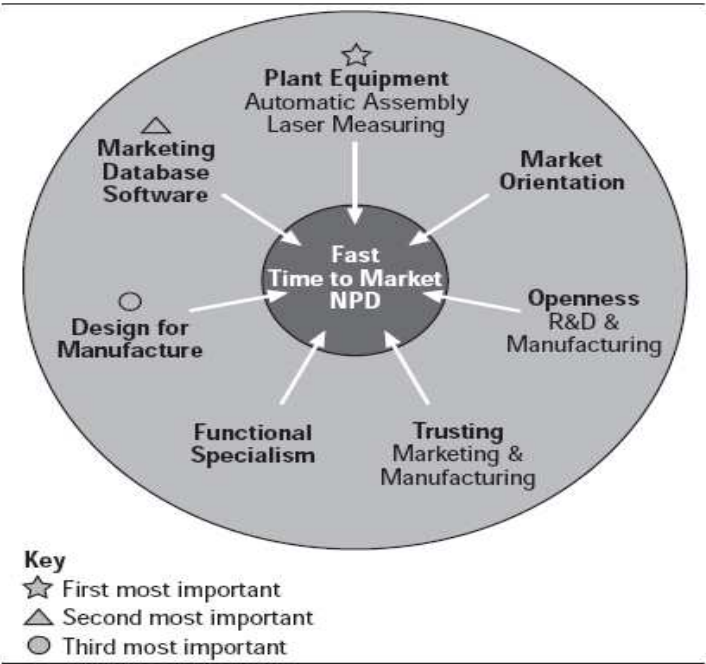 Plant Equipment
Automatic Assembly
Laser Measuring
Marketing
Database
Software
Market
Orientation
Fast
Time to Market
NPD
Design for
Manufacture
Openness
R&D &
Manufacturing
Functional
Specialism
Trusting
Marketing &
Manufacturing
Key
First most important
Second most important
Third most important